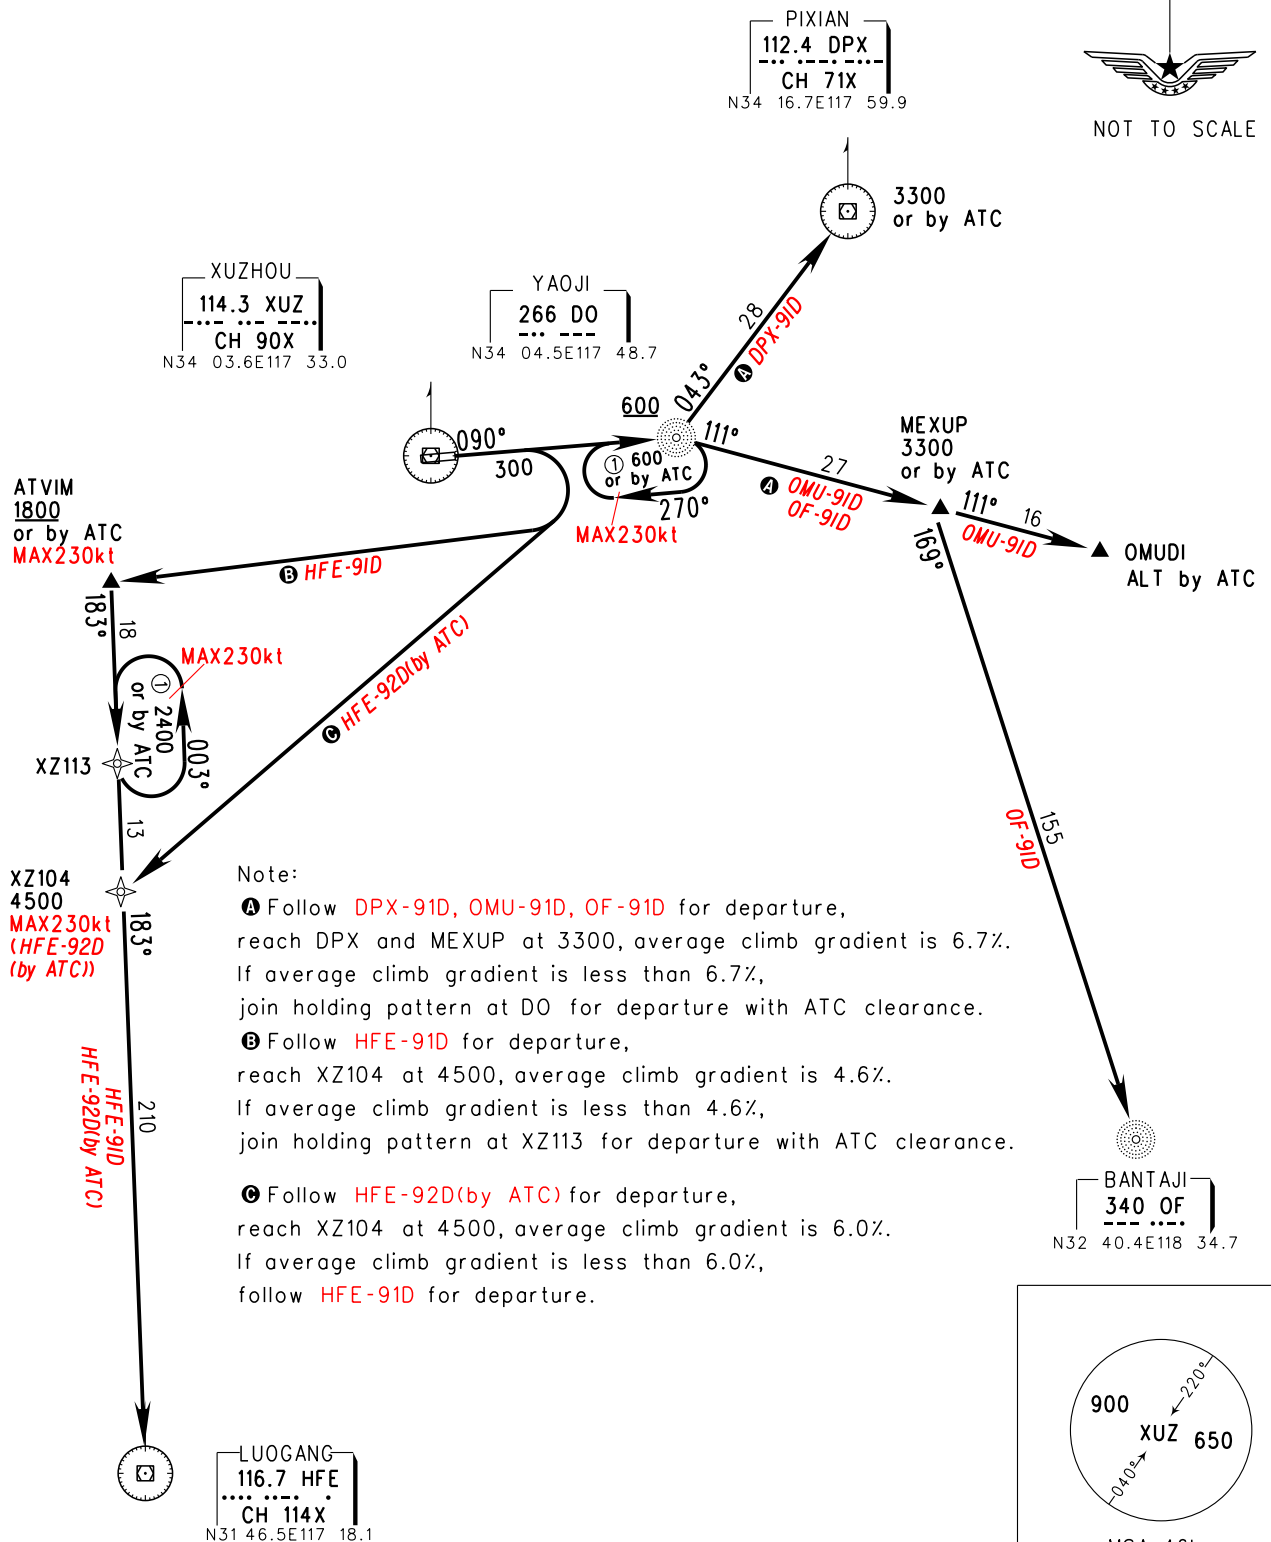 PIXIAN
112.4 DPX
CH 71X
N34 16.7E117 59.9
NOT TO SCALE
3300
or by ATC
XUZHOU
114.3 XUZ
CH 90X
N34 03.6E117 33.0
YAOJI
266 DO
N34 04.5E117 48.7
28
A DPX-91D
043°
600
090°
300
111°
① 600
or by ATC
270°
MAX230kt
27
A OMU-91D
OF-91D
MEXUP
3300
or by ATC
111°
16
OMU-91D
169°
OMUDI
ALT by ATC
ATVIM
1800
or by ATC
MAX230kt
B HFE-91D
183°
18
MAX230kt
① 2400
or by ATC
003°
C HFE-92D(by ATC)
XZ113
13
OF-91D
155
XZ104
4500
MAX230kt
(HFE-92D
(by ATC))
183°
Note:
A Follow DPX-91D, OMU-91D, OF-91D for departure,
reach DPX and MEXUP at 3300, average climb gradient is 6.7%.
If average climb gradient is less than 6.7%,
join holding pattern at DO for departure with ATC clearance.
B Follow HFE-91D for departure,
reach XZ104 at 4500, average climb gradient is 4.6%.
If average climb gradient is less than 4.6%,
join holding pattern at XZ113 for departure with ATC clearance.
C Follow HFE-92D(by ATC) for departure,
reach XZ104 at 4500, average climb gradient is 6.0%.
If average climb gradient is less than 6.0%,
follow HFE-91D for departure.
HFE-91D
HFE-92D(by ATC)
210
BANTAJI
340 OF
N32 40.4E118 34.7
LUOGANG
116.7 HFE
CH 114X
N31 46.5E117 18.1
900
220°
XUZ
650
040°